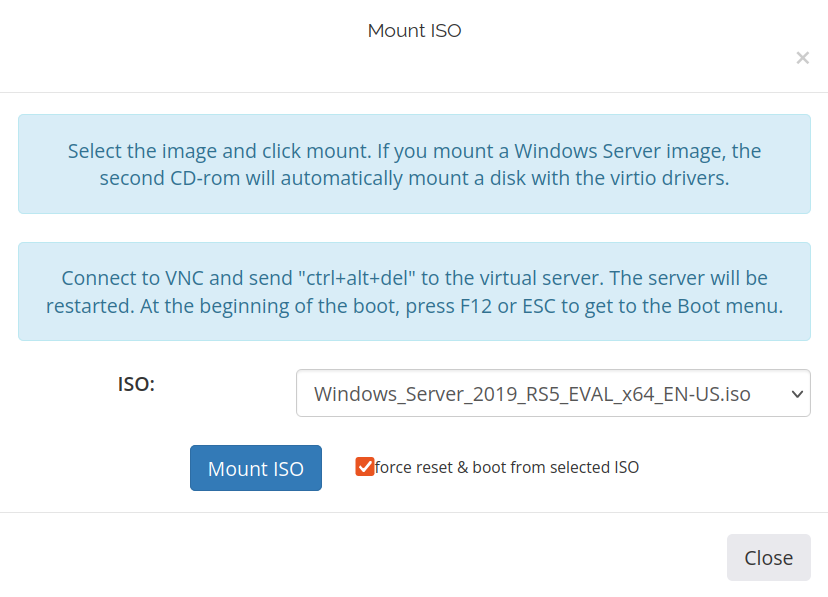 Mount ISO
×
Select the image and click mount. If you mount a Windows Server image, the
second CD-rom will automatically mount a disk with the virtio drivers.
Connect to VNC and send "ctrl+alt+del" to the virtual server. The server will be
restarted. At the beginning of the boot, press F12 or ESC to get to the Boot menu.
ISO:
Windows_Server_2019_RS5_EVAL_x64_EN-US.iso
Mount ISO
force reset & boot from selected ISO
Close